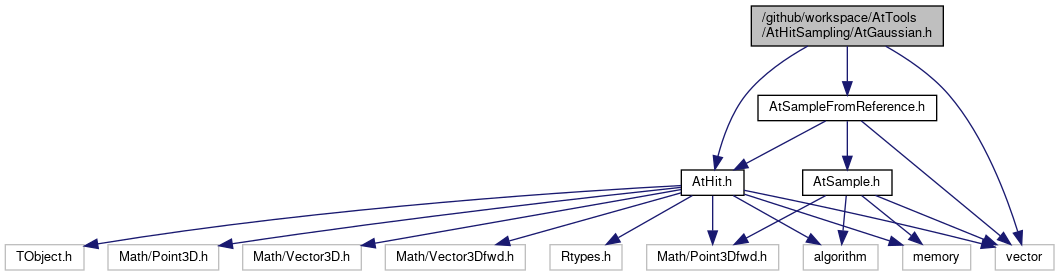 /github/workspace/AtTools
/AtHitSampling/AtGaussian.h
AtSampleFromReference.h
AtHit.h
AtSample.h
TObject.h
Math/Point3D.h
Math/Vector3D.h
Math/Vector3Dfwd.h
Rtypes.h
Math/Point3Dfwd.h
algorithm
memory
vector